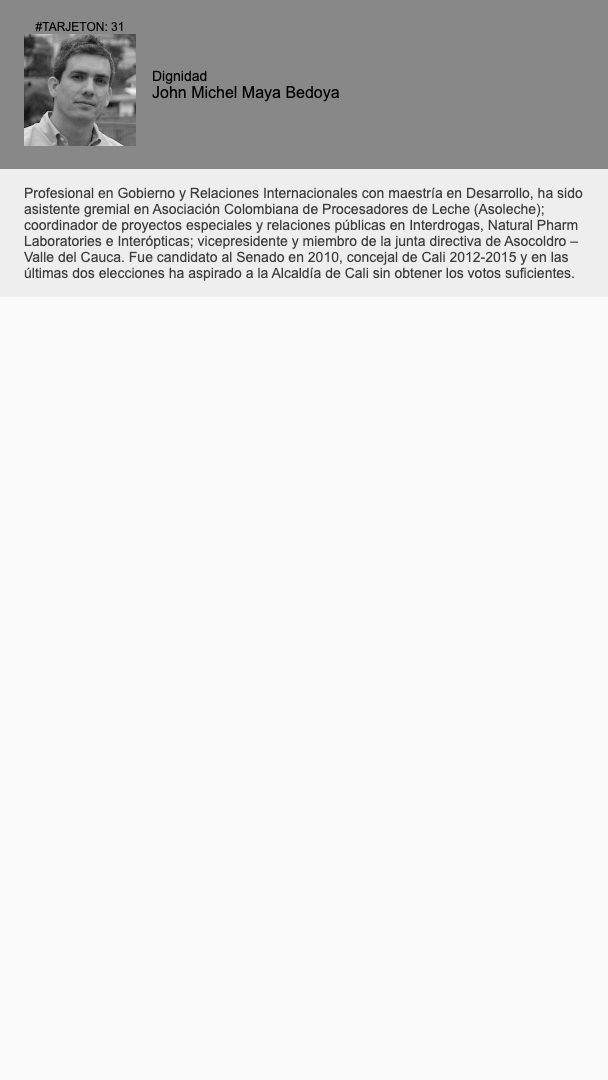 #TARJETON: 31
Dignidad
John Michel Maya Bedoya
Profesional en Gobierno y Relaciones Internacionales con maestría en Desarrollo, ha sido
asistente gremial en Asociación Colombiana de Procesadores de Leche (Asoleche);
coordinador de proyectos especiales y relaciones públicas en Interdrogas, Natural Pharm
Laboratories e Interópticas; vicepresidente y miembro de la junta directiva de Asocoldro –
Valle del Cauca. Fue candidato al Senado en 2010, concejal de Cali 2012-2015 y en las
últimas dos elecciones ha aspirado a la Alcaldía de Cali sin obtener los votos suficientes.